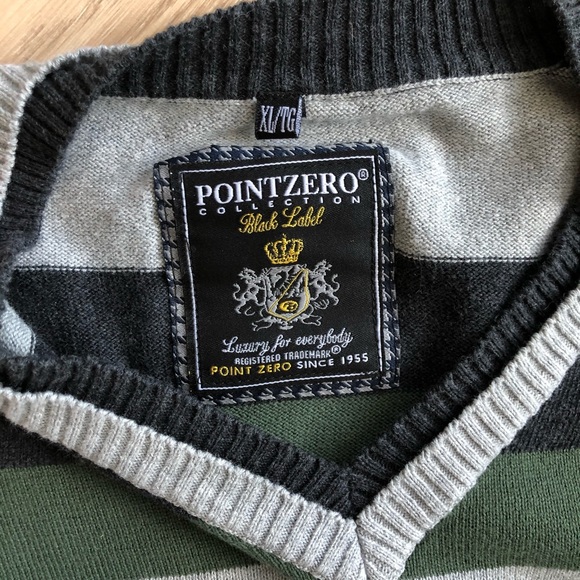 XL/TG
POINTZERO®
COLLECTION
Black Label
Luxury for everybody
REGISTERED TRADEMARK®
POINT ZERO SINCE 1955